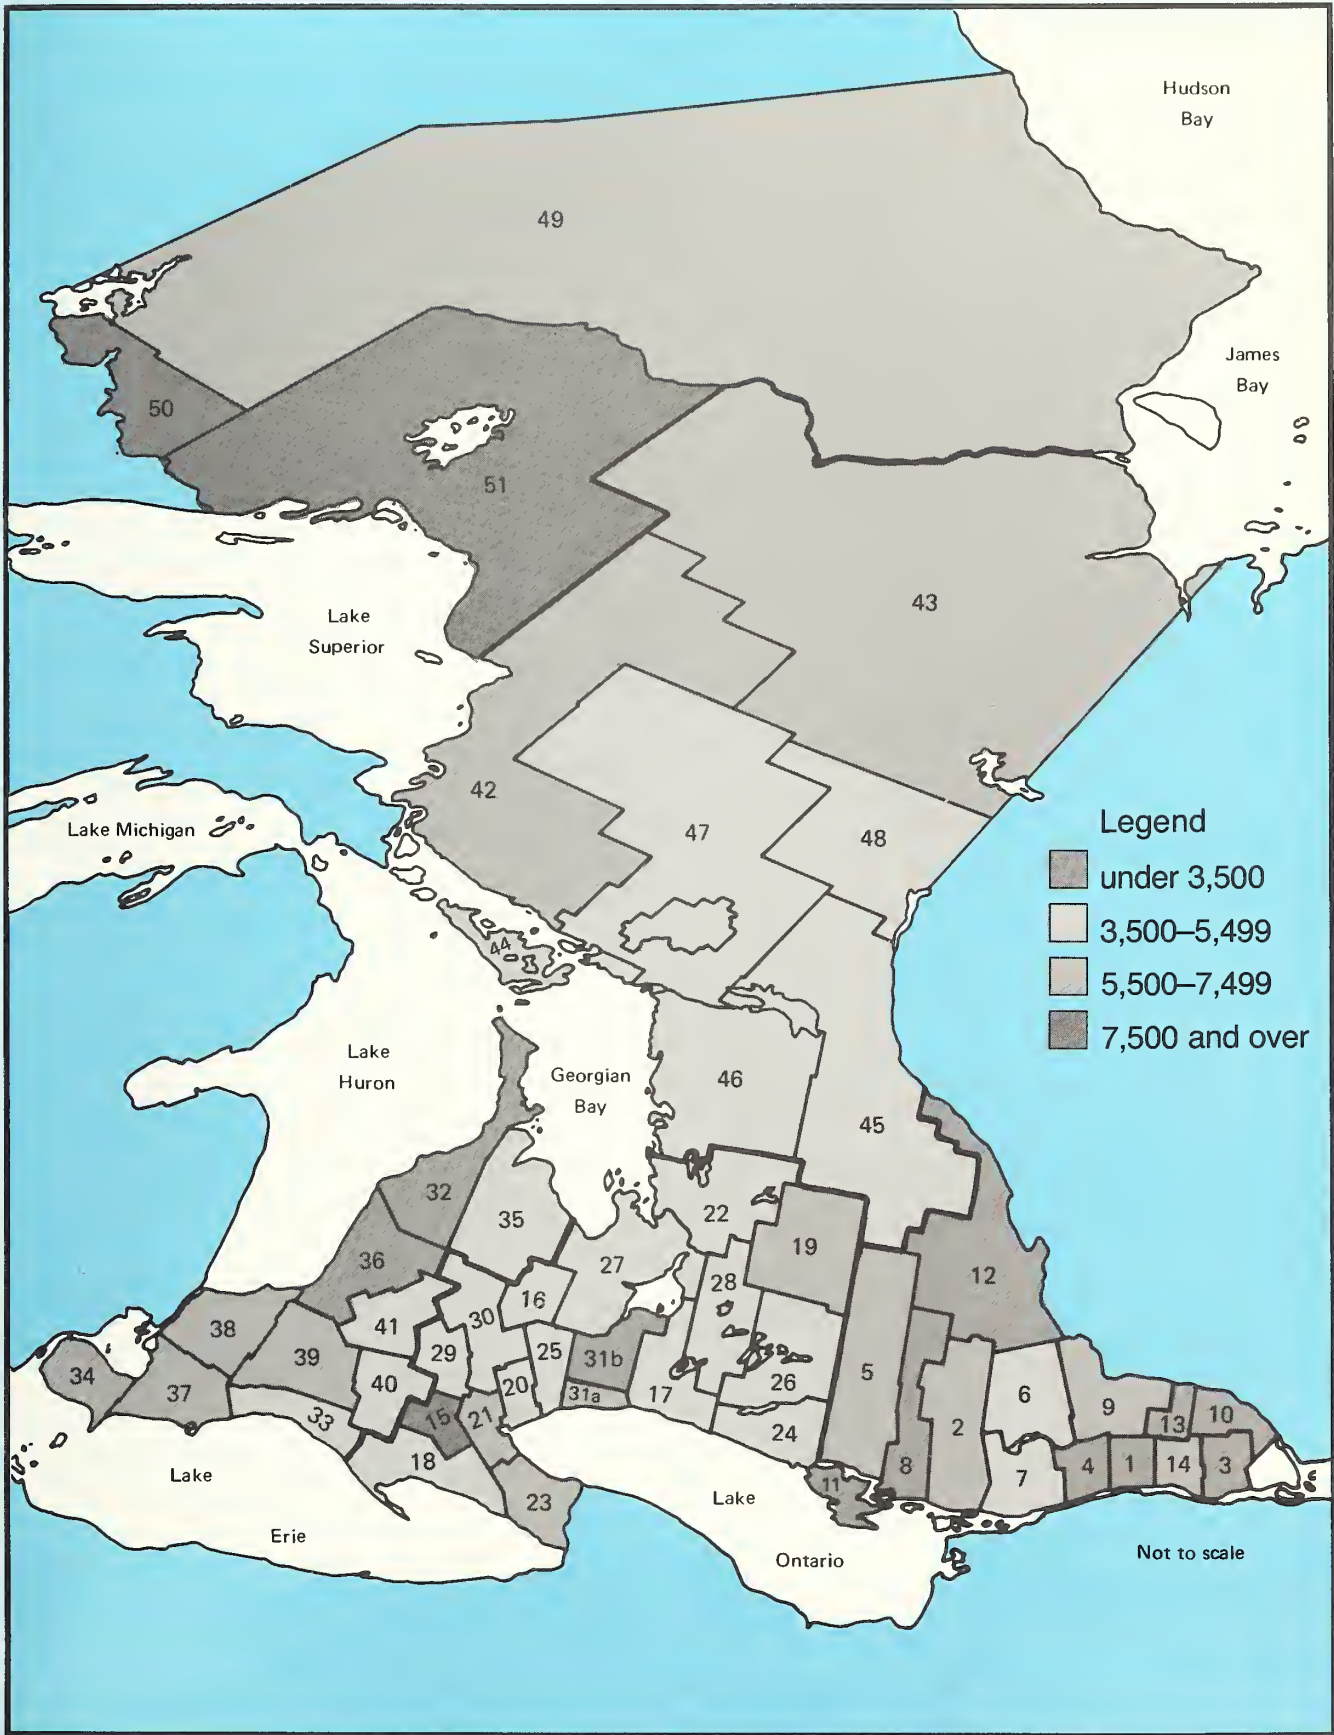 Hudson
Bay
49
James
Bay
50
51
43
Lake
Superior
42
Lake Michigan
47
48
Legend
under 3,500
3,500–5,499
5,500–7,499
7,500 and over
44
Lake
Huron
Georgian
Bay
46
45
32
35
22
19
36
27
12
28
16
30
38
41
39
29
25
31b
5
34
37
40
20
31a
17
26
6
9
13
10
33
15
21
24
2
18
8
7
4
1
14
3
11
23
Lake
Erie
Lake
Ontario
Not to scale